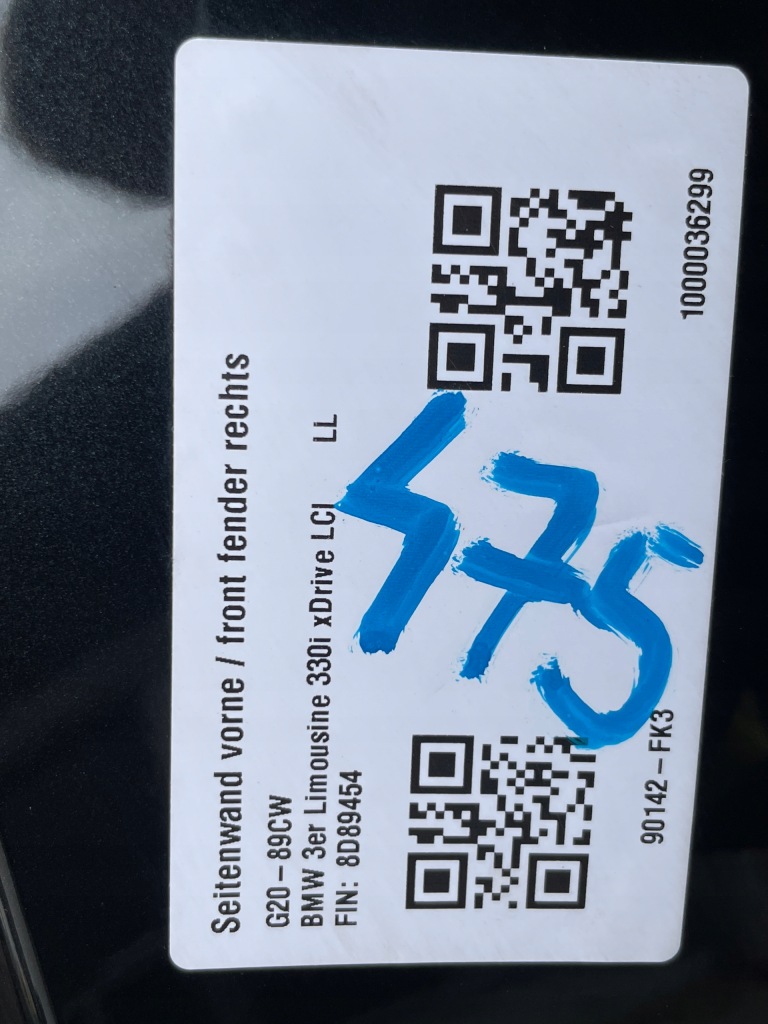 Seitenwand vorne / front fender rechts
G20 – 89CW
BMW 3er Limousine 330i xDrive LCI LL
FIN: 8D89454
475
90142 – FK3
1000036299